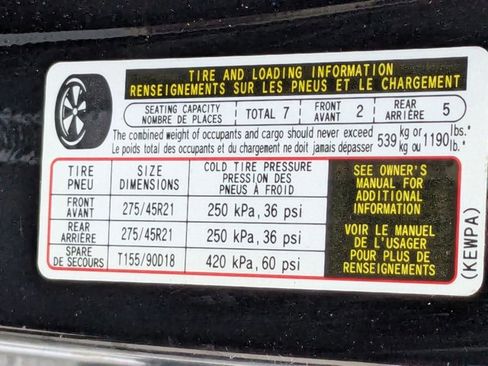 TIRE AND LOADING INFORMATION
RENSEIGNEMENTS SUR LES PNEUS ET LE CHARGEMENT
SEATING CAPACITY
NOMBRE DE PLACES
TOTAL 7
FRONT
AVANT
2
REAR
ARRIÈRE
5
The combined weight of occupants and cargo should never exceed
Le poids total des occupants et du chargement ne doit jamais dépasser
539 kg or 1190 lbs.*
kg ou lb.*
TIRE
PNEU
SIZE
DIMENSIONS
COLD TIRE PRESSURE
PRESSION DES
PNEUS À FROID
FRONT
AVANT
275/45R21
250 kPa, 36 psi
REAR
ARRIÈRE
275/45R21
250 kPa, 36 psi
SPARE
DE SECOURS
T155/90D18
420 kPa, 60 psi
SEE OWNER'S
MANUAL FOR
ADDITIONAL
INFORMATION
VOIR LE MANUEL
DE L'USAGER
POUR PLUS DE
RENSEIGNEMENTS
(KEWPA)